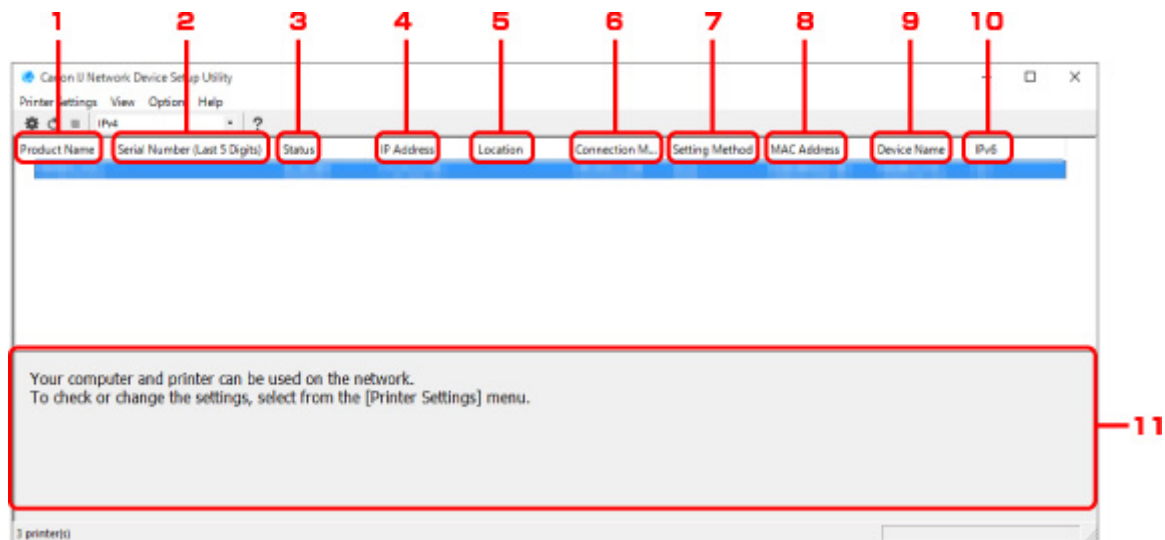 1 2 3 4 5 6 7 8 9 10
Canon IJ Network Device Setup Utility
Printer Settings View Option Help
IPv4 ?
Product Name Serial Number (Last 5 Digits) Status IP Address Location Connection M... Setting Method MAC Address Device Name IPv6
Your computer and printer can be used on the network.
To check or change the settings, select from the [Printer Settings] menu.
11
3 printer(s)